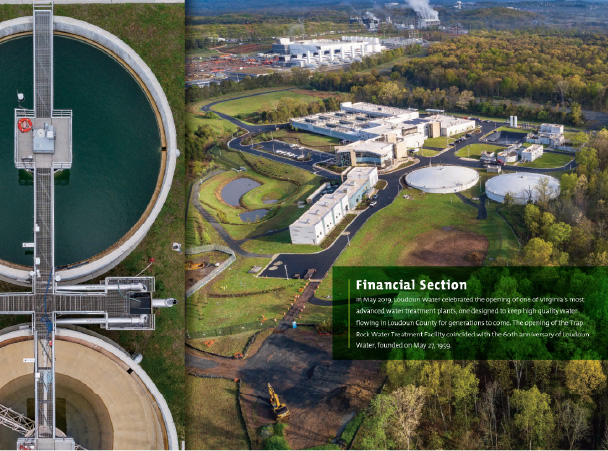 Financial Section
In May 2019, Loudoun Water celebrated the opening of one of Virginia's most
advanced water treatment plants, one designed to keep high quality water
flowing in Loudoun County for generations to come. The opening of the Trap
Rock Water Treatment Facility coincided with the 60th anniversary of Loudoun
Water, founded on May 27, 1959.